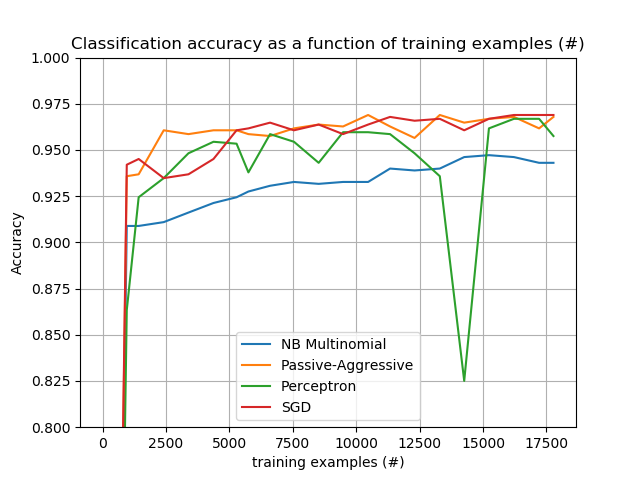 Classification accuracy as a function of training examples (#)
1.000
0.975
0.950
0.925
0.900
0.875
0.850
0.825
0.800
Accuracy
NB Multinomial
Passive-Aggressive
Perceptron
SGD
0 2500 5000 7500 10000 12500 15000 17500
training examples (#)